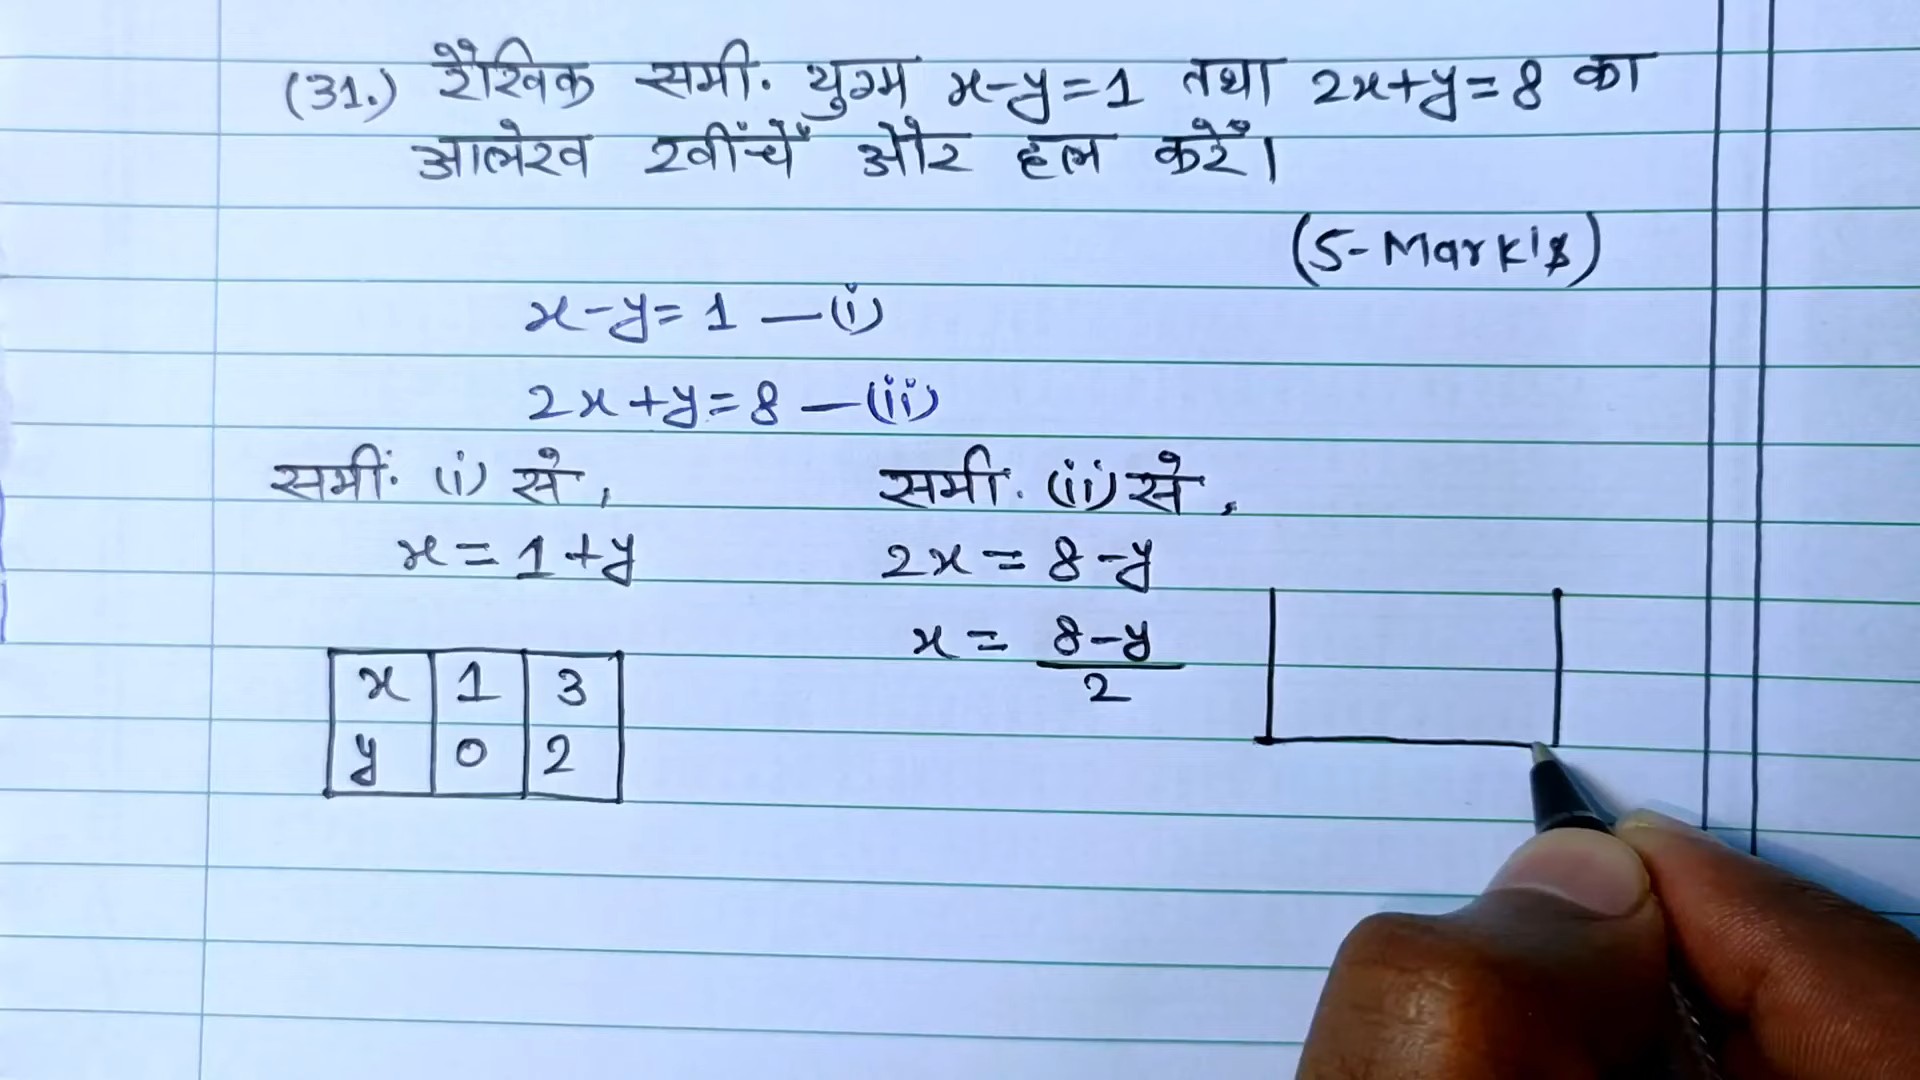 (31.) रैखिक समी. युग्म x-y=1 तथा 2x+y=8 का
आलेख खींचें और हल करें।
(5-Mark's)
x-y=1 —(i)
2x+y=8 —(ii)
समीं. (i) से,
x=1+y
x 1 3
y 0 2
समी. (ii) से,
2x=8-y
x = 8-y
2